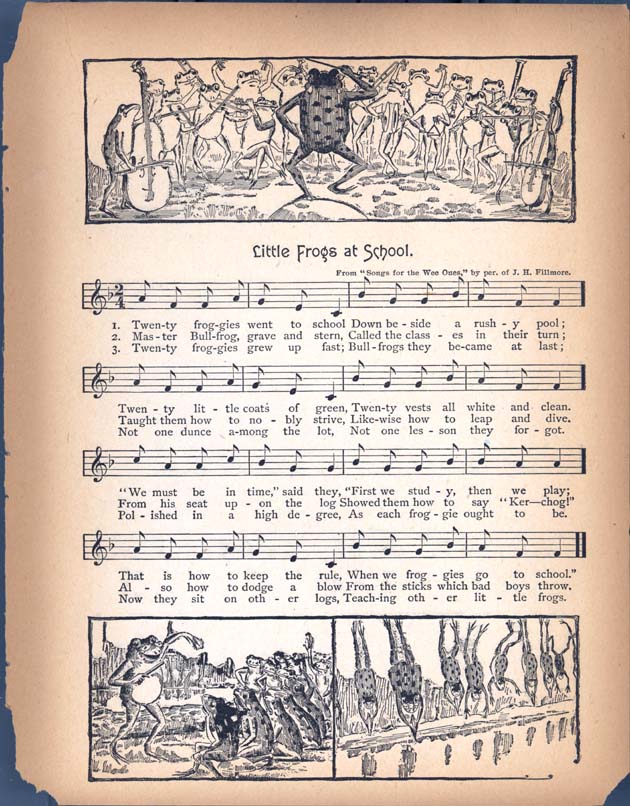 Little Frogs at School.
From "Songs for the Wee Ones," by per. of J. H. Fillmore.
2
4
1. Twen-ty frog-gies went to school Down be-side a rush-y pool;
2. Mas-ter Bull-frog, grave and stern, Called the class-es in their turn;
3. Twen-ty frog-gies grew up fast; Bull-frogs they be-came at last;
Twen-ty lit-tle coats of green, Twen-ty vests all white and clean.
Taught them how to no-bly strive, Like-wise how to leap and dive.
Not one dunce a-mong the lot, Not one les-son they for-got.
"We must be in time," said they, "First we stud-y, then we play;
From his seat up-on the log Showed them how to say "Ker—chog!"
Pol-ished in a high de-gree, As each frog-gie ought to be.
That is how to keep the rule, When we frog-gies go to school."
Al-so how to dodge a blow From the sticks which bad boys throw.
Now they sit on oth-er logs, Teach-ing oth-er lit-tle frogs.